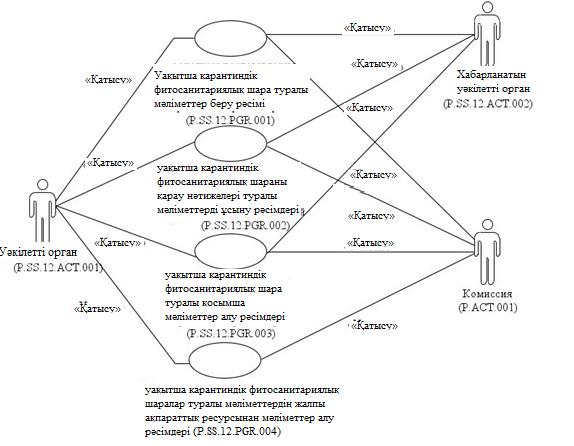 «Қатысу»
Уақытша карантиндік
фитосанитариялық шара туралы
мәліметтер беру рәсімі
(P.SS.12.PGR.001)
«Қатысу»
Хабарланатын
уәкілетті орган
(P.SS.12.ACT.002)
«Қатысу»
«Қатысу»
«Қатысу»
уақытша карантиндік
фитосанитариялық шараны
қарау нәтижелері туралы
мәліметтерді ұсыну рәсімдері
(P.SS.12.PGR.002)
«Қатысу»
«Қатысу»
Уәкілетті орган
(P.SS.12.ACT.001)
«Қатысу»
«Қатысу»
«Қатысу»
уақытша карантиндік
фитосанитариялық шара
туралы қосымша
мәліметтер алу рәсімдері
(P.SS.12.PGR.003)
Комиссия
(P.ACT.001)
«Қатысу»
«Қатысу»
уақытша карантиндік фитосанитариялық
шаралар туралы мәліметтердің жалпы
ақпараттық ресурсынан мәліметтер алу
рәсімдері (P.SS.12.PGR.004)